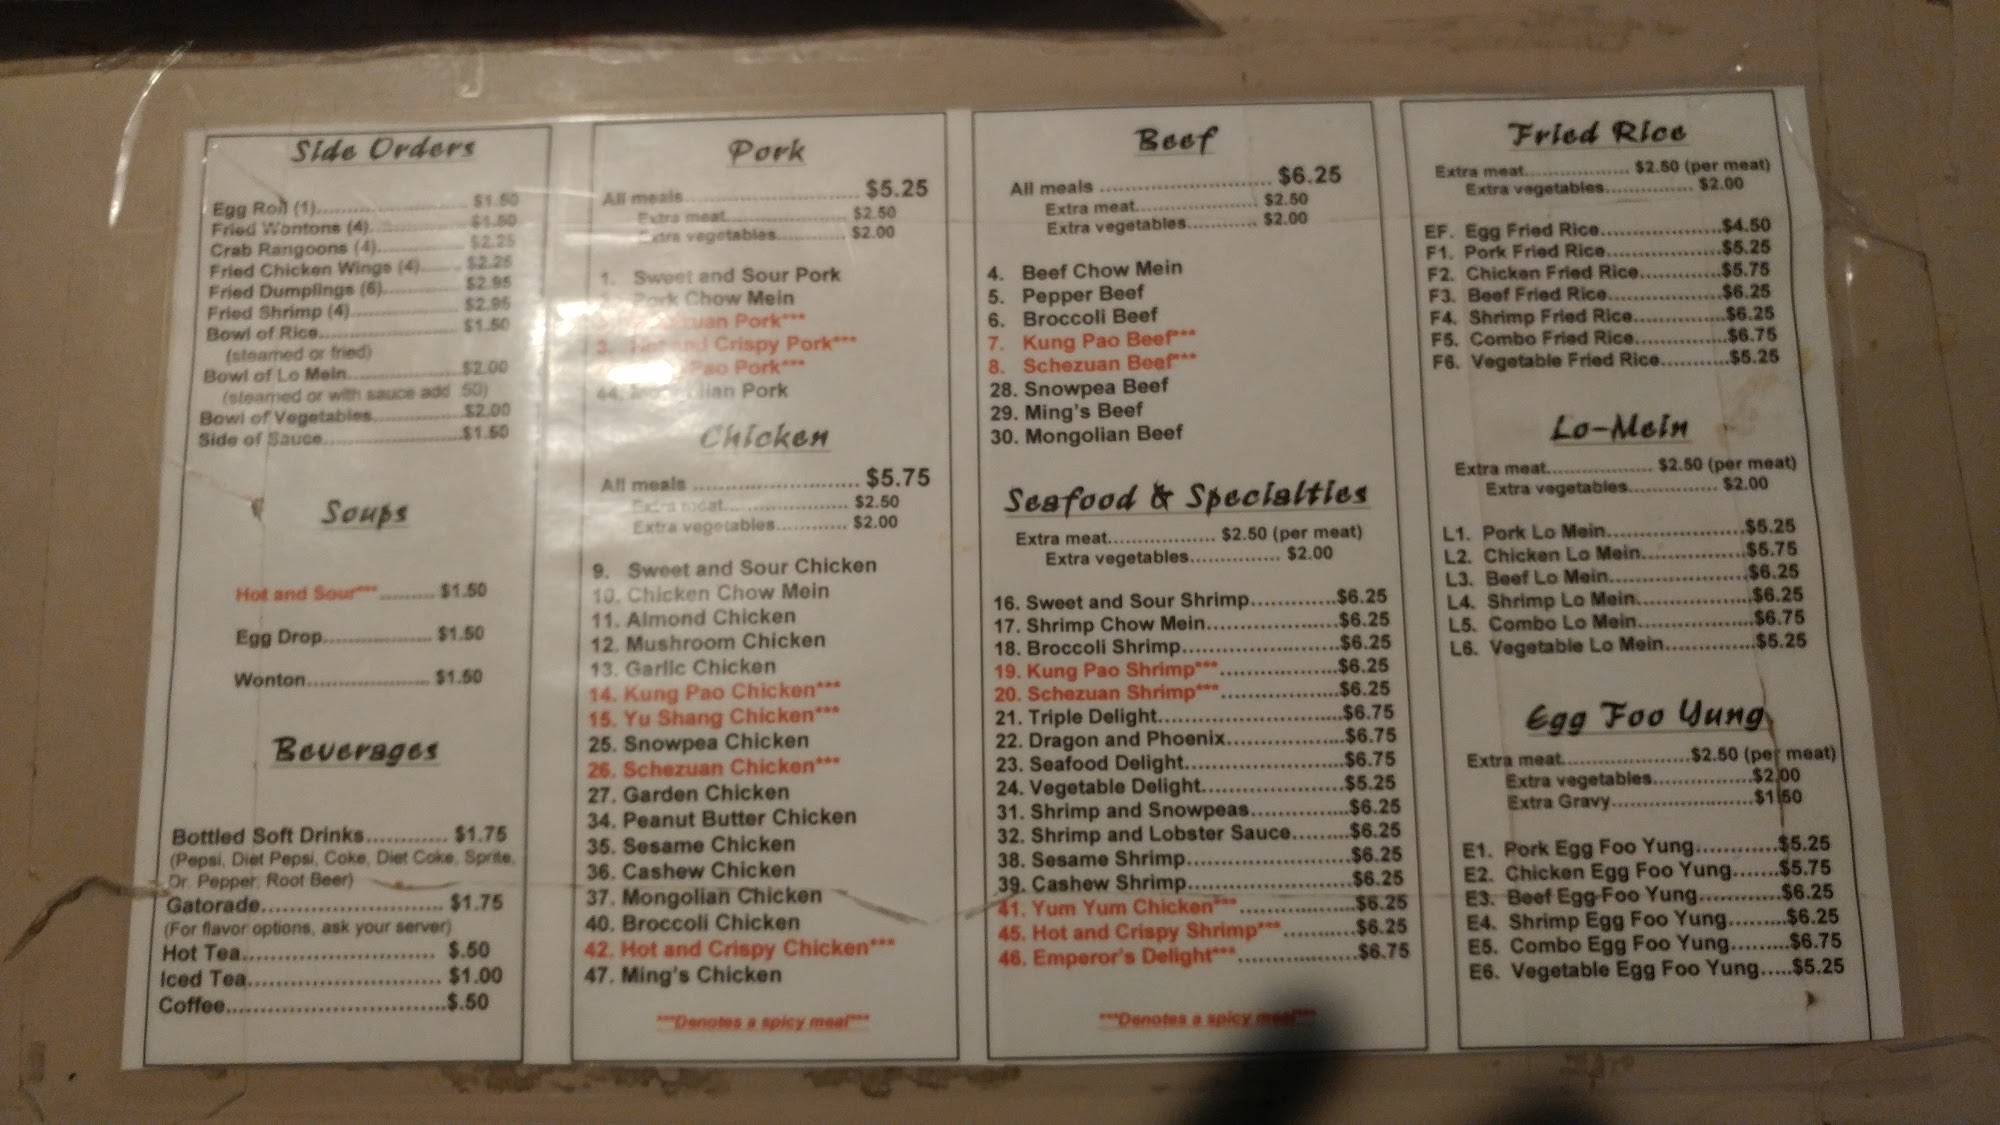 Side Orders
Egg Roll (1).................... $1.50
Fried Wontons (4)................ $1.50
Crab Rangoons (4)................ $2.25
Fried Chicken Wings (4)...... $2.25
Fried Dumplings (6)............ $2.95
Fried Shrimp (4)................. $2.95
Bowl of Rice...................... $1.50
(steamed or fried)
Bowl of Lo Mein................. $2.00
(steamed or with sauce add .50)
Bowl of Vegetables.............$2.00
Side of Sauce.....................$1.50
Soups
Hot and Sour***......... $1.50
Egg Drop.................. $1.50
Wonton..................... $1.50
Beverages
Bottled Soft Drinks............ $1.75
(Pepsi, Diet Pepsi, Coke, Diet Coke, Sprite,
Dr. Pepper, Root Beer)
Gatorade........................... $1.75
(For flavor options, ask your server)
Hot Tea............................ $.50
Iced Tea............................ $1.00
Coffee................................$.50
Pork
All meals........................... $5.25
Extra meat.................... $2.50
Extra vegetables............ $2.00
1. Sweet and Sour Pork
Pork Chow Mein
Pork***
3. Hot and Crispy Pork***
Pao Pork***
44. Pork
Chicken
All meals ......................... $5.75
Extra meat.................... $2.50
Extra vegetables............ $2.00
9. Sweet and Sour Chicken
10. Chicken Chow Mein
11. Almond Chicken
12. Mushroom Chicken
13. Garlic Chicken
14. Kung Pao Chicken***
15. Yu Shang Chicken***
25. Snowpea Chicken
26. Schezuan Chicken***
27. Garden Chicken
34. Peanut Butter Chicken
35. Sesame Chicken
36. Cashew Chicken
37. Mongolian Chicken
40. Broccoli Chicken
42. Hot and Crispy Chicken***
47. Ming's Chicken
***Denotes a spicy meal***
Beef
All meals ........................... $6.25
Extra meat.................... $2.50
Extra vegetables............ $2.00
4. Beef Chow Mein
5. Pepper Beef
6. Broccoli Beef
7. Kung Pao Beef***
8. Schezuan Beef***
28. Snowpea Beef
29. Ming's Beef
30. Mongolian Beef
Seafood & Specialties
Extra meat.................. $2.50 (per meat)
Extra vegetables............... $2.00
16. Sweet and Sour Shrimp............$6.25
17. Shrimp Chow Mein..................$6.25
18. Broccoli Shrimp......................$6.25
19. Kung Pao Shrimp***................$6.25
20. Schezuan Shrimp***................$6.25
21. Triple Delight..........................$6.75
22. Dragon and Phoenix.................$6.75
23. Seafood Delight......................$6.75
24. Vegetable Delight....................$5.25
31. Shrimp and Snowpeas..............$6.25
32. Shrimp and Lobster Sauce........$6.25
38. Sesame Shrimp.......................$6.25
39. Cashew Shrimp.......................$6.25
41. Yum Yum Chicken***................$6.25
45. Hot and Crispy Shrimp***..........$6.25
46. Emperor's Delight***.................$6.75
***Denotes a spicy meal***
Fried Rice
Extra meat.................. $2.50 (per meat)
Extra vegetables............... $2.00
EF. Egg Fried Rice..................$4.50
F1. Pork Fried Rice.................$5.25
F2. Chicken Fried Rice............$5.75
F3. Beef Fried Rice.................$6.25
F4. Shrimp Fried Rice..............$6.25
F5. Combo Fried Rice..............$6.75
F6. Vegetable Fried Rice..........$5.25
Lo-Mein
Extra meat.................. $2.50 (per meat)
Extra vegetables............... $2.00
L1. Pork Lo Mein....................$5.25
L2. Chicken Lo Mein...............$5.75
L3. Beef Lo Mein....................$6.25
L4. Shrimp Lo Mein.................$6.25
L5. Combo Lo Mein.................$6.75
L6. Vegetable Lo Mein.............$5.25
Egg Foo Yung
Extra meat....................$2.50 (per meat)
Extra vegetables...............$2.00
Extra Gravy.....................$1.50
E1. Pork Egg Foo Yung............$5.25
E2. Chicken Egg Foo Yung.......$5.75
E3. Beef Egg Foo Yung............$6.25
E4. Shrimp Egg Foo Yung.........$6.25
E5. Combo Egg Foo Yung.........$6.75
E6. Vegetable Egg Foo Yung.....$5.25